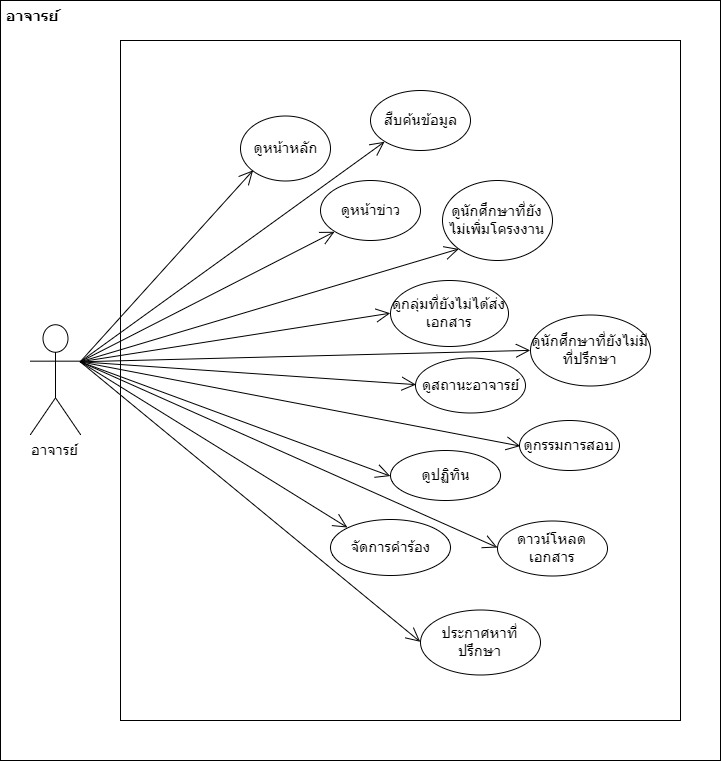 อาจารย์
สืบค้นข้อมูล
ดูหน้าหลัก
ดูหน้าข่าว
ดูนักศึกษาที่ยัง
ไม่เพิ่มโครงงาน
ดูกลุ่มที่ยังไม่ได้ส่ง
เอกสาร
ดูนักศึกษาที่ยังไม่มี
ที่ปรึกษา
ดูสถานะอาจารย์
อาจารย์
ดูกรรมการสอบ
ดูปฏิทิน
จัดการคำร้อง
ดาวน์โหลด
เอกสาร
ประกาศหาที่
ปรึกษา